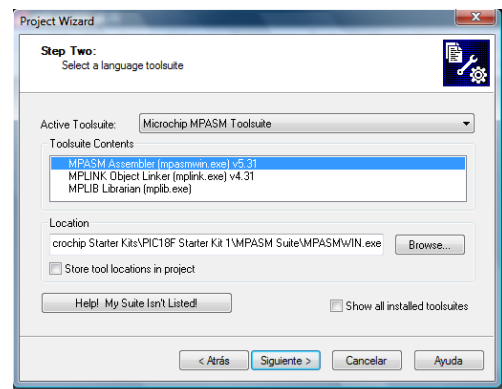 Project Wizard
Step Two:
Select a language toolsuite
Active Toolsuite: Microchip MPASM Toolsuite
Toolsuite Contents
MPASM Assembler (mpasmwin.exe) v5.31
MPLINK Object Linker (mplink.exe) v4.31
MPLIB Librarian (mplib.exe)
Location
crochip Starter Kits\PIC18F Starter Kit 1\MPASM Suite\MPASMWIN.exe Browse...
Store tool locations in project
Help! My Suite Isn't Listed! Show all installed toolsuites
< Atrás Siguiente > Cancelar Ayuda